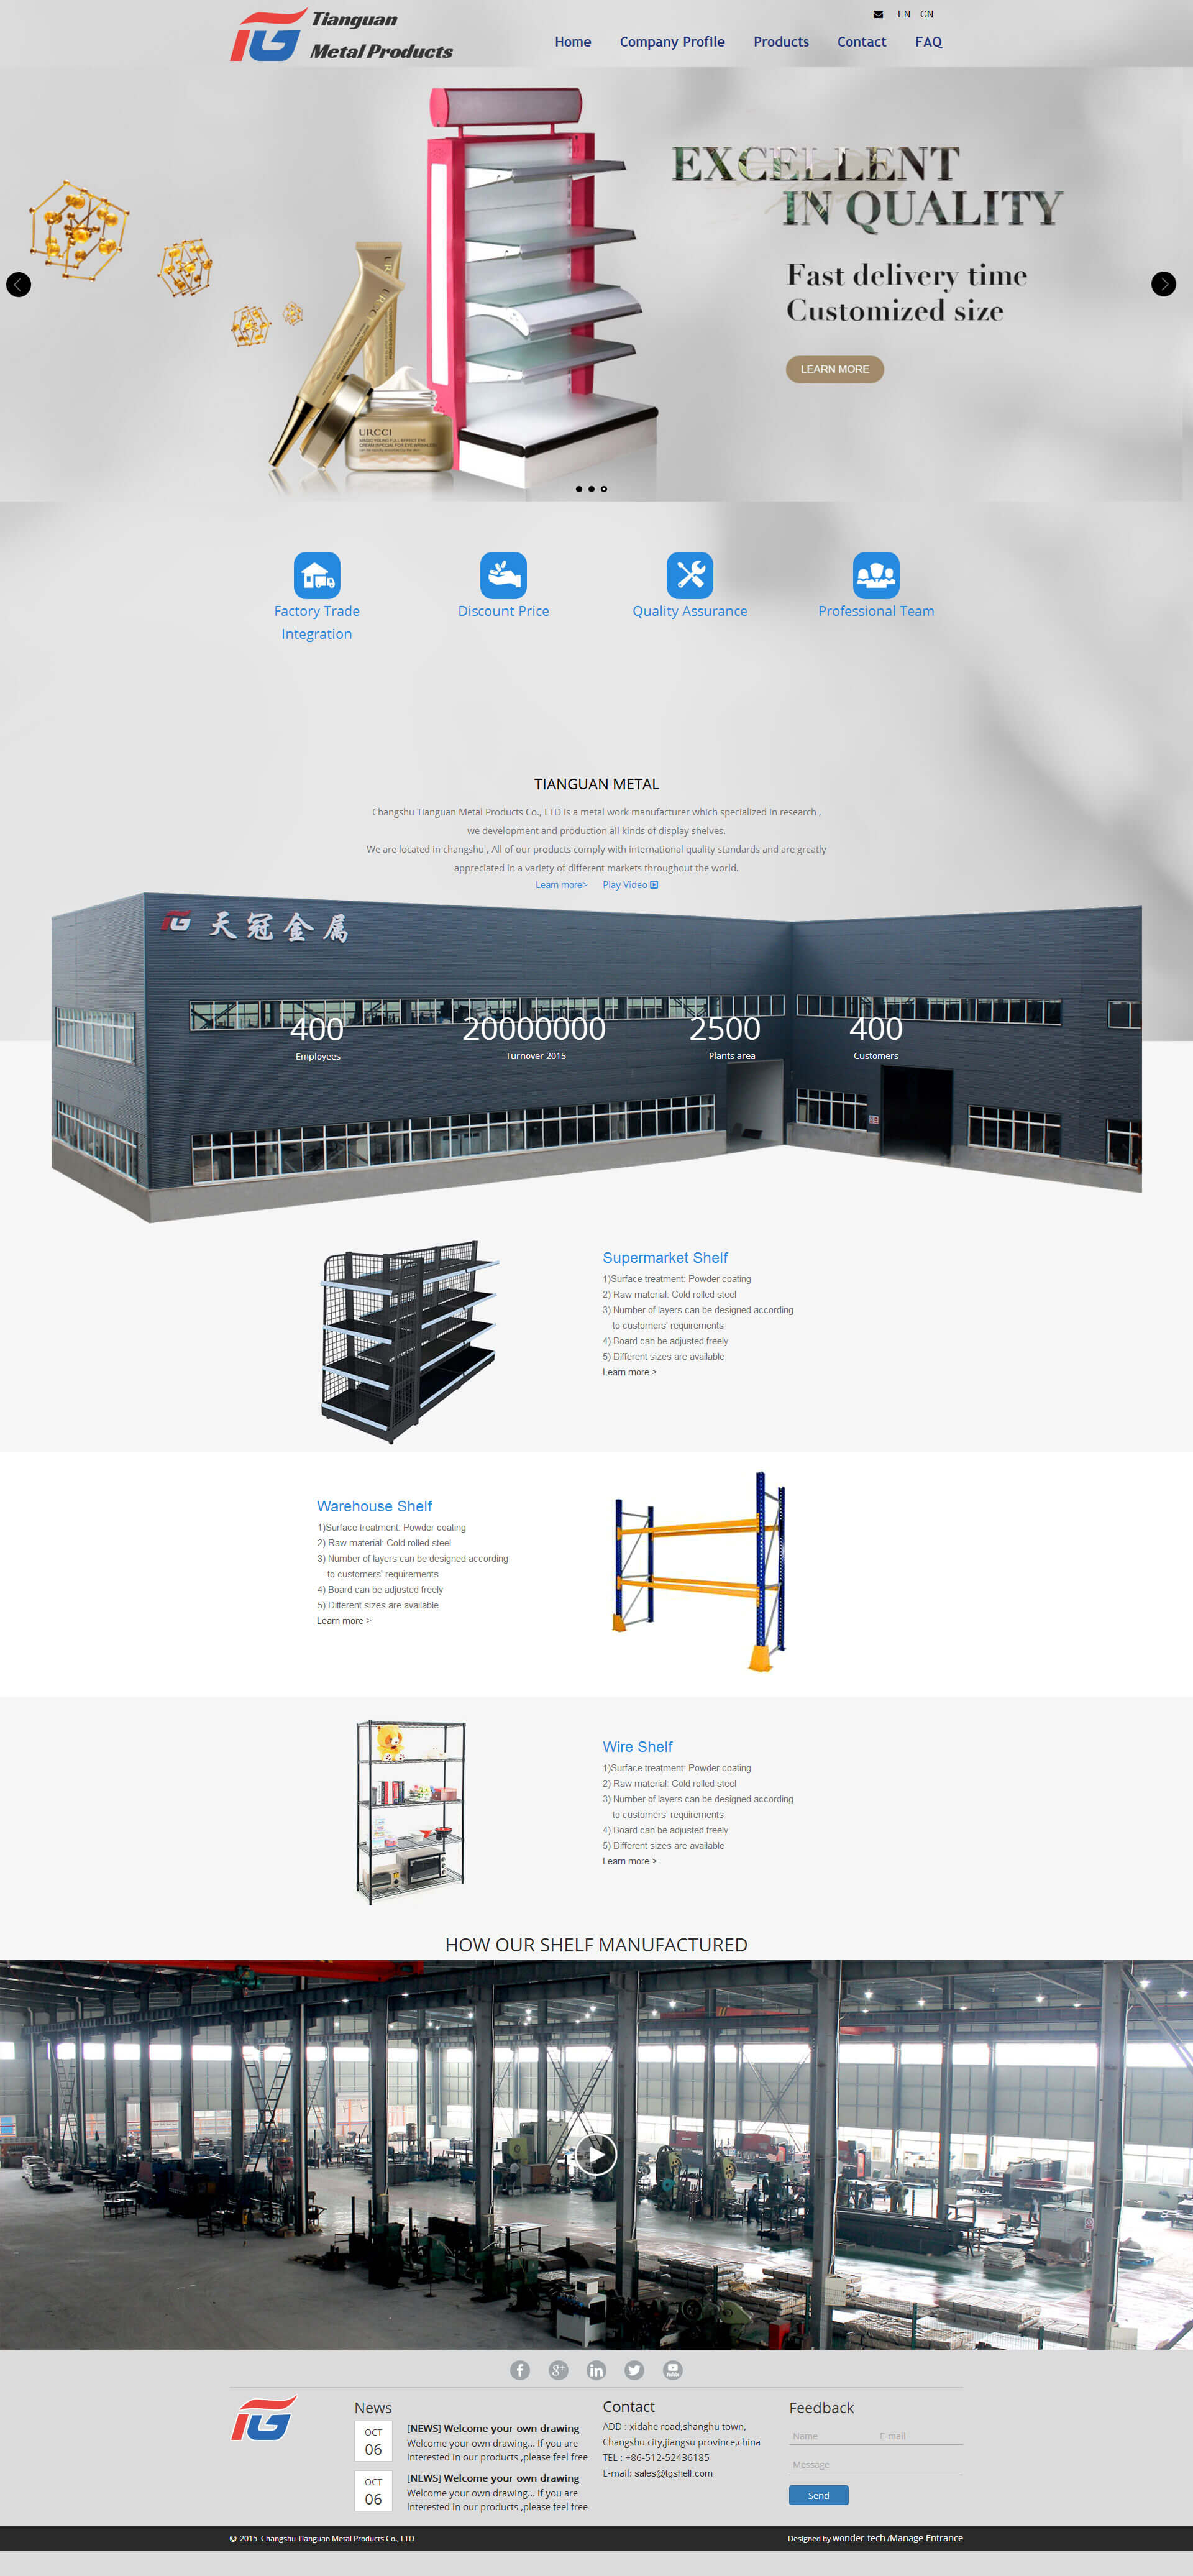 Tianguan
Metal Products
EN CN
Home Company Profile Products Contact FAQ
EXCELLENT
IN QUALITY
Fast delivery time
Customized size
LEARN MORE
URCCI
MAGIC YOUNG FULL EFFECT EYE
CREAM (SPECIAL FOR EYE WRINKLES)
Factory Trade
Integration
Discount Price
Quality Assurance
Professional Team
TIANGUAN METAL
Changshu Tianguan Metal Products Co., LTD is a metal work manufacturer which specialized in research ,
we development and production all kinds of display shelves.
We are located in changshu , All of our products comply with international quality standards and are greatly
appreciated in a variety of different markets throughout the world.
Learn more> Play Video
TG 天冠金属
400 20000000 2500 400
Employees Turnover 2015 Plants area Customers
Supermarket Shelf
1)Surface treatment: Powder coating
2) Raw material: Cold rolled steel
3) Number of layers can be designed according
to customers' requirements
4) Board can be adjusted freely
5) Different sizes are available
Learn more >
Warehouse Shelf
1)Surface treatment: Powder coating
2) Raw material: Cold rolled steel
3) Number of layers can be designed according
to customers' requirements
4) Board can be adjusted freely
5) Different sizes are available
Learn more >
Wire Shelf
1)Surface treatment: Powder coating
2) Raw material: Cold rolled steel
3) Number of layers can be designed according
to customers' requirements
4) Board can be adjusted freely
5) Different sizes are available
Learn more >
HOW OUR SHELF MANUFACTURED
News
OCT
06
[NEWS] Welcome your own drawing
Welcome your own drawing... If you are
interested in our products ,please feel free
OCT
06
[NEWS] Welcome your own drawing
Welcome your own drawing... If you are
interested in our products ,please feel free
Contact
ADD : xidahe road,shanghu town,
Changshu city,jiangsu province,china
TEL : +86-512-52436185
E-mail: sales@tgshelf.com
Feedback
Name E-mail
Message
Send
© 2015 Changshu Tianguan Metal Products Co., LTD
Designed by wonder-tech /Manage Entrance